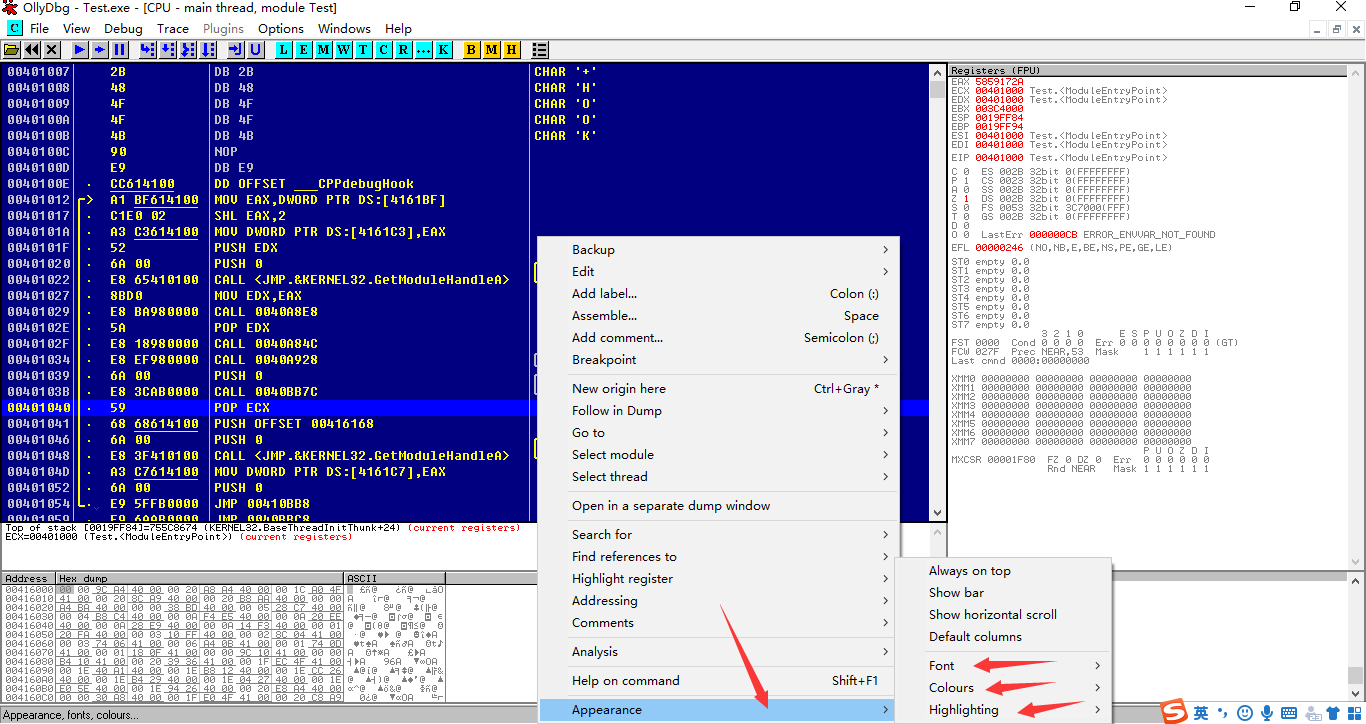 OllyDbg - Test.exe - [CPU - main thread, module Test]
File View Debug Trace Plugins Options Windows Help
L E M W T C R ... K B M H
00401007 2B DB 2B CHAR '+'
00401008 48 DB 48 CHAR 'H'
00401009 4F DB 4F CHAR 'O'
0040100A 4F DB 4F CHAR 'O'
0040100B 4B DB 4B CHAR 'K'
0040100C 90 NOP
0040100D E9 DB E9
0040100E . CC614100 DD OFFSET ___CPPdebugHook
00401012 > A1 BF614100 MOV EAX,DWORD PTR DS:[4161BF]
00401017 . C1E0 02 SHL EAX,2
0040101A . A3 C3614100 MOV DWORD PTR DS:[4161C3],EAX
0040101F . 52 PUSH EDX
00401020 . 6A 00 PUSH 0
00401022 . E8 65410100 CALL <JMP.&KERNEL32.GetModuleHandleA>
00401027 . 8BD0 MOV EDX,EAX
00401029 . E8 BA980000 CALL 0040A8E8
0040102E . 5A POP EDX
0040102F . E8 18980000 CALL 0040A84C
00401034 . E8 EF980000 CALL 0040A928
00401039 . 6A 00 PUSH 0
0040103B . E8 3CAB0000 CALL 0040BB7C
00401040 . 59 POP ECX
00401041 . 68 68614100 PUSH OFFSET 00416168
00401046 . 6A 00 PUSH 0
00401048 . E8 3F410100 CALL <JMP.&KERNEL32.GetModuleHandleA>
0040104D . A3 C7614100 MOV DWORD PTR DS:[4161C7],EAX
00401052 . 6A 00 PUSH 0
00401054 . E9 5FFB0000 JMP 00410BB8
Top of stack [0019FF84]=755C8674 (KERNEL32.BaseThreadInitThunk+24) (current registers)
ECX=00401000 (Test.<ModuleEntryPoint>) (current registers)
Registers (FPU)
EAX 5859172A
ECX 00401000 Test.<ModuleEntryPoint>
EDX 00401000 Test.<ModuleEntryPoint>
EBX 003C4000
ESP 0019FF84
EBP 0019FF94
ESI 00401000 Test.<ModuleEntryPoint>
EDI 00401000 Test.<ModuleEntryPoint>
EIP 00401000 Test.<ModuleEntryPoint>
C 0 ES 002B 32bit 0(FFFFFFFF)
P 1 CS 0023 32bit 0(FFFFFFFF)
A 0 SS 002B 32bit 0(FFFFFFFF)
Z 1 DS 002B 32bit 0(FFFFFFFF)
S 0 FS 0053 32bit 3C7000(FFF)
T 0 GS 002B 32bit 0(FFFFFFFF)
D 0
O 0 LastErr 000000CB ERROR_ENVVAR_NOT_FOUND
EFL 00000246 (NO,NB,E,BE,NS,PE,GE,LE)
ST0 empty 0.0
ST1 empty 0.0
ST2 empty 0.0
ST3 empty 0.0
ST4 empty 0.0
ST5 empty 0.0
ST6 empty 0.0
ST7 empty 0.0
3 2 1 0 E S P U O Z D I
FST 0000 Cond 0 0 0 0 Err 0 0 0 0 0 0 0 0 (GT)
FCW 027F Prec NEAR,53 Mask 1 1 1 1 1 1
Last cmnd 0000:00000000
XMM0 00000000 00000000 00000000 00000000
XMM1 00000000 00000000 00000000 00000000
XMM2 00000000 00000000 00000000 00000000
XMM3 00000000 00000000 00000000 00000000
XMM4 00000000 00000000 00000000 00000000
XMM5 00000000 00000000 00000000 00000000
XMM6 00000000 00000000 00000000 00000000
XMM7 00000000 00000000 00000000 00000000
P U O Z D I
MXCSR 00001F80 FZ 0 DZ 0 Err 0 0 0 0 0 0
Rnd NEAR Mask 1 1 1 1 1 1
Backup
Edit
Add label... Colon (:)
Assemble... Space
Add comment... Semicolon (;)
Breakpoint
New origin here Ctrl+Gray *
Follow in Dump
Go to
Select module
Select thread
Open in a separate dump window
Search for
Find references to
Highlight register
Addressing
Comments
Analysis
Help on command Shift+F1
Appearance
Always on top
Show bar
Show horizontal scroll
Default columns
Font
Colours
Highlighting
Address Hex dump ASCII
00416000
00416010
00416020
00416030
00416040
00416050
00416060
00416070
00416080
00416090
004160A0
004160B0
004160C0
Appearance, fonts, colours...
S 英